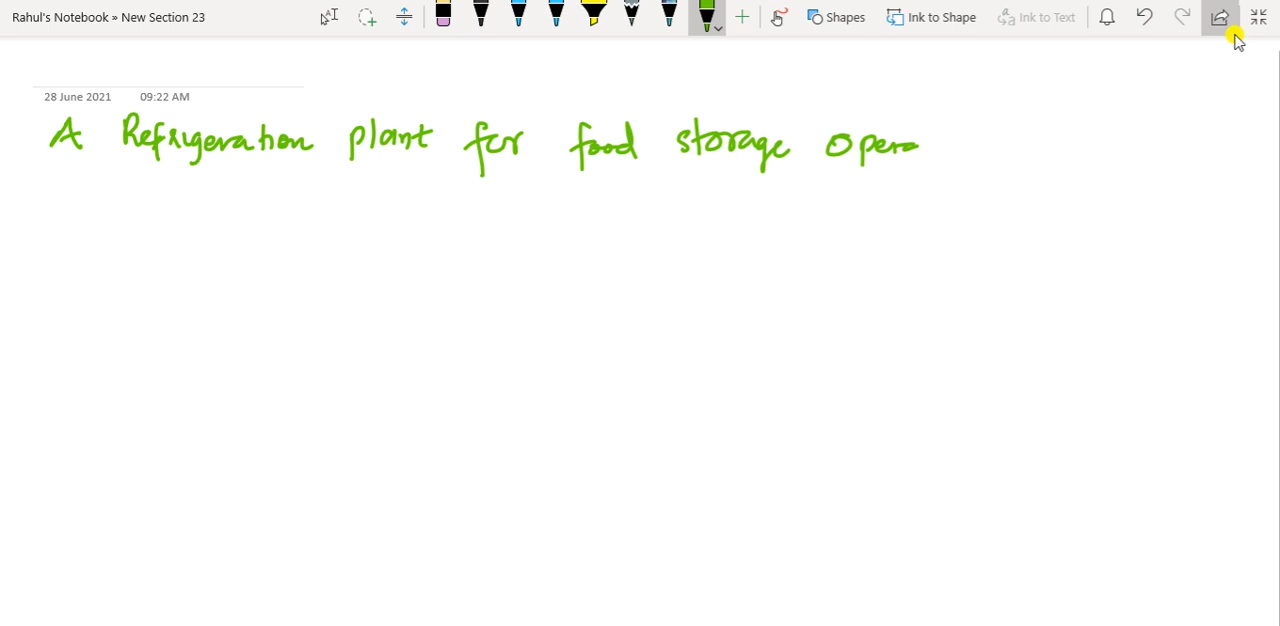 Rahul's Notebook » New Section 23
Shapes
Ink to Shape
Ink to Text
28 June 2021 09:22 AM
A Refrigeration plant for food storage opera